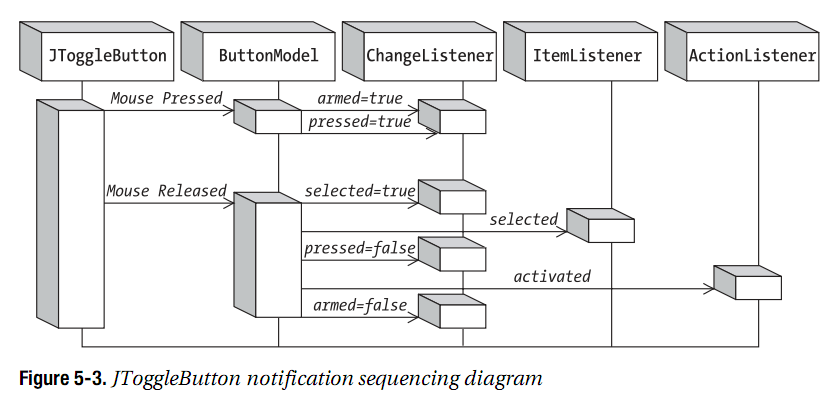 JToggleButton
ButtonModel
ChangeListener
ItemListener
ActionListener
Mouse Pressed
armed=true
pressed=true
Mouse Released
selected=true
selected
pressed=false
activated
armed=false
Figure 5-3. JToggleButton notification sequencing diagram